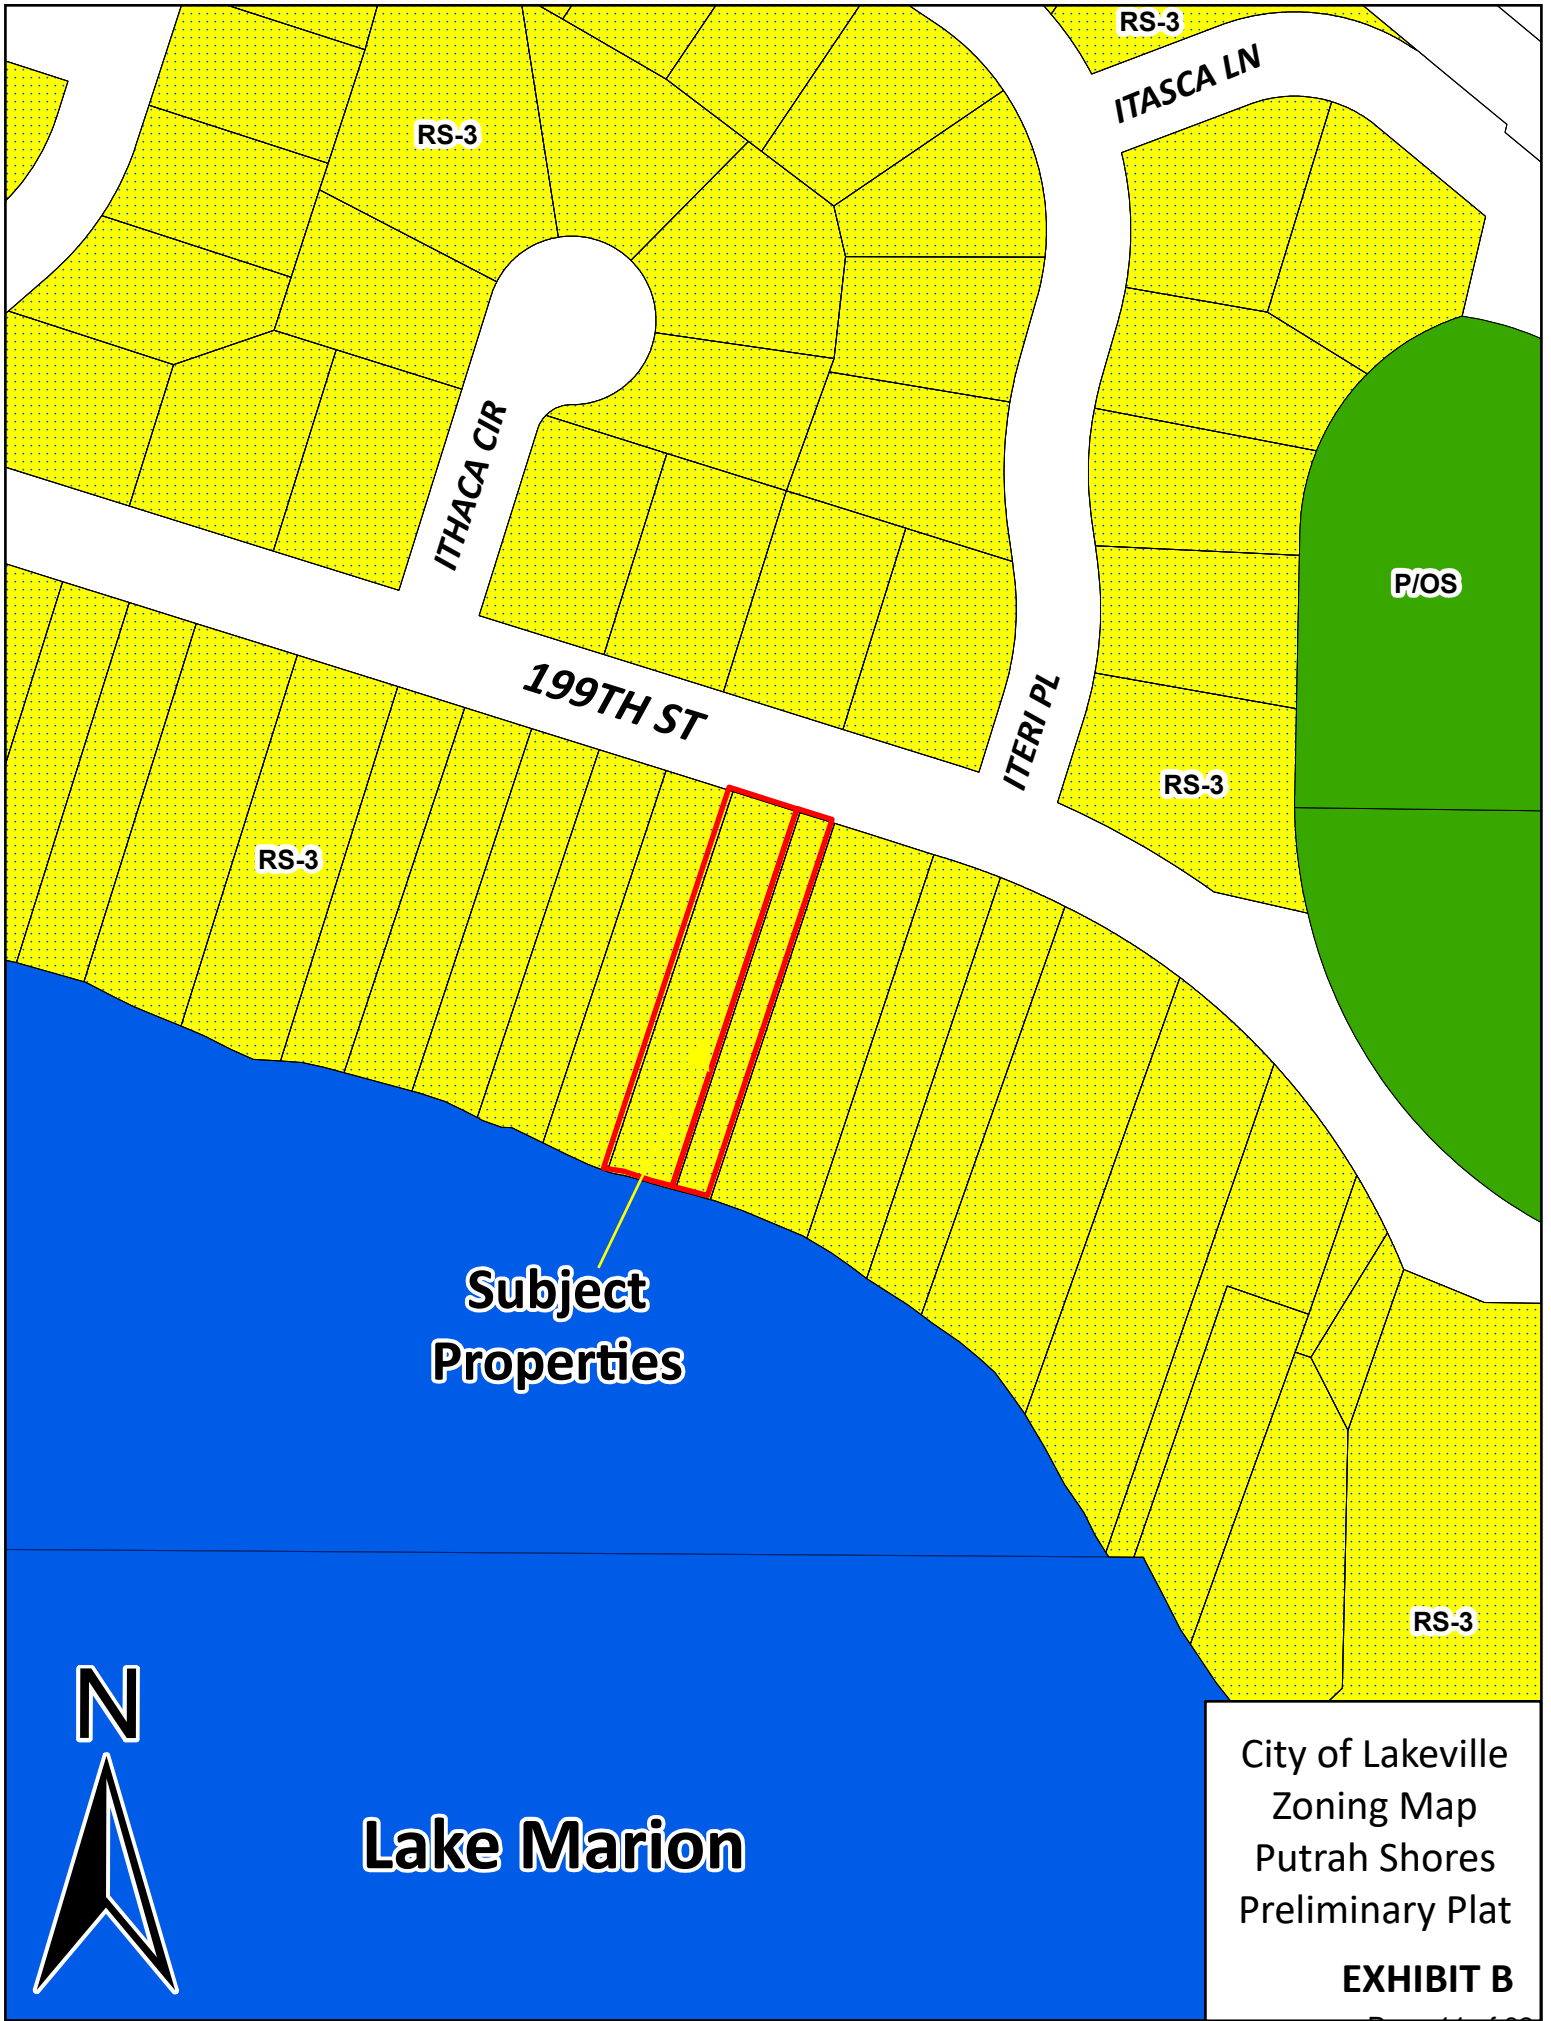 RS-3
ITASCA LN
RS-3
ITHACA CIR
P/OS
199TH ST
ITERI PL
RS-3
RS-3
Subject
Properties
RS-3
N
Lake Marion
City of Lakeville
Zoning Map
Putrah Shores
Preliminary Plat
EXHIBIT B